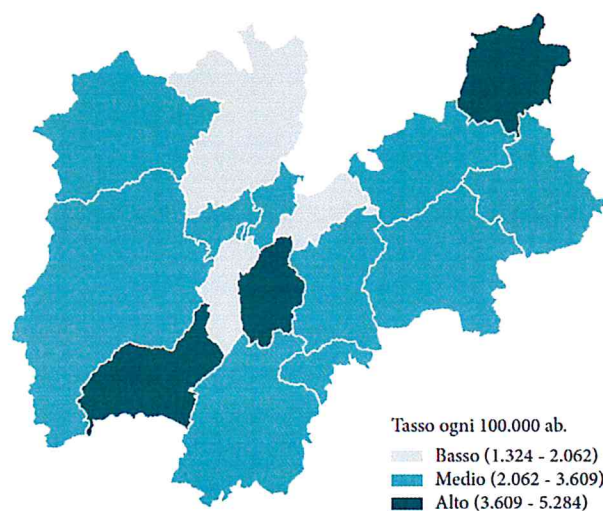 Tasso ogni 100.000 ab.
Basso (1.324 - 2.062)
Medio (2.062 - 3.609)
Alto (3.609 - 5.284)